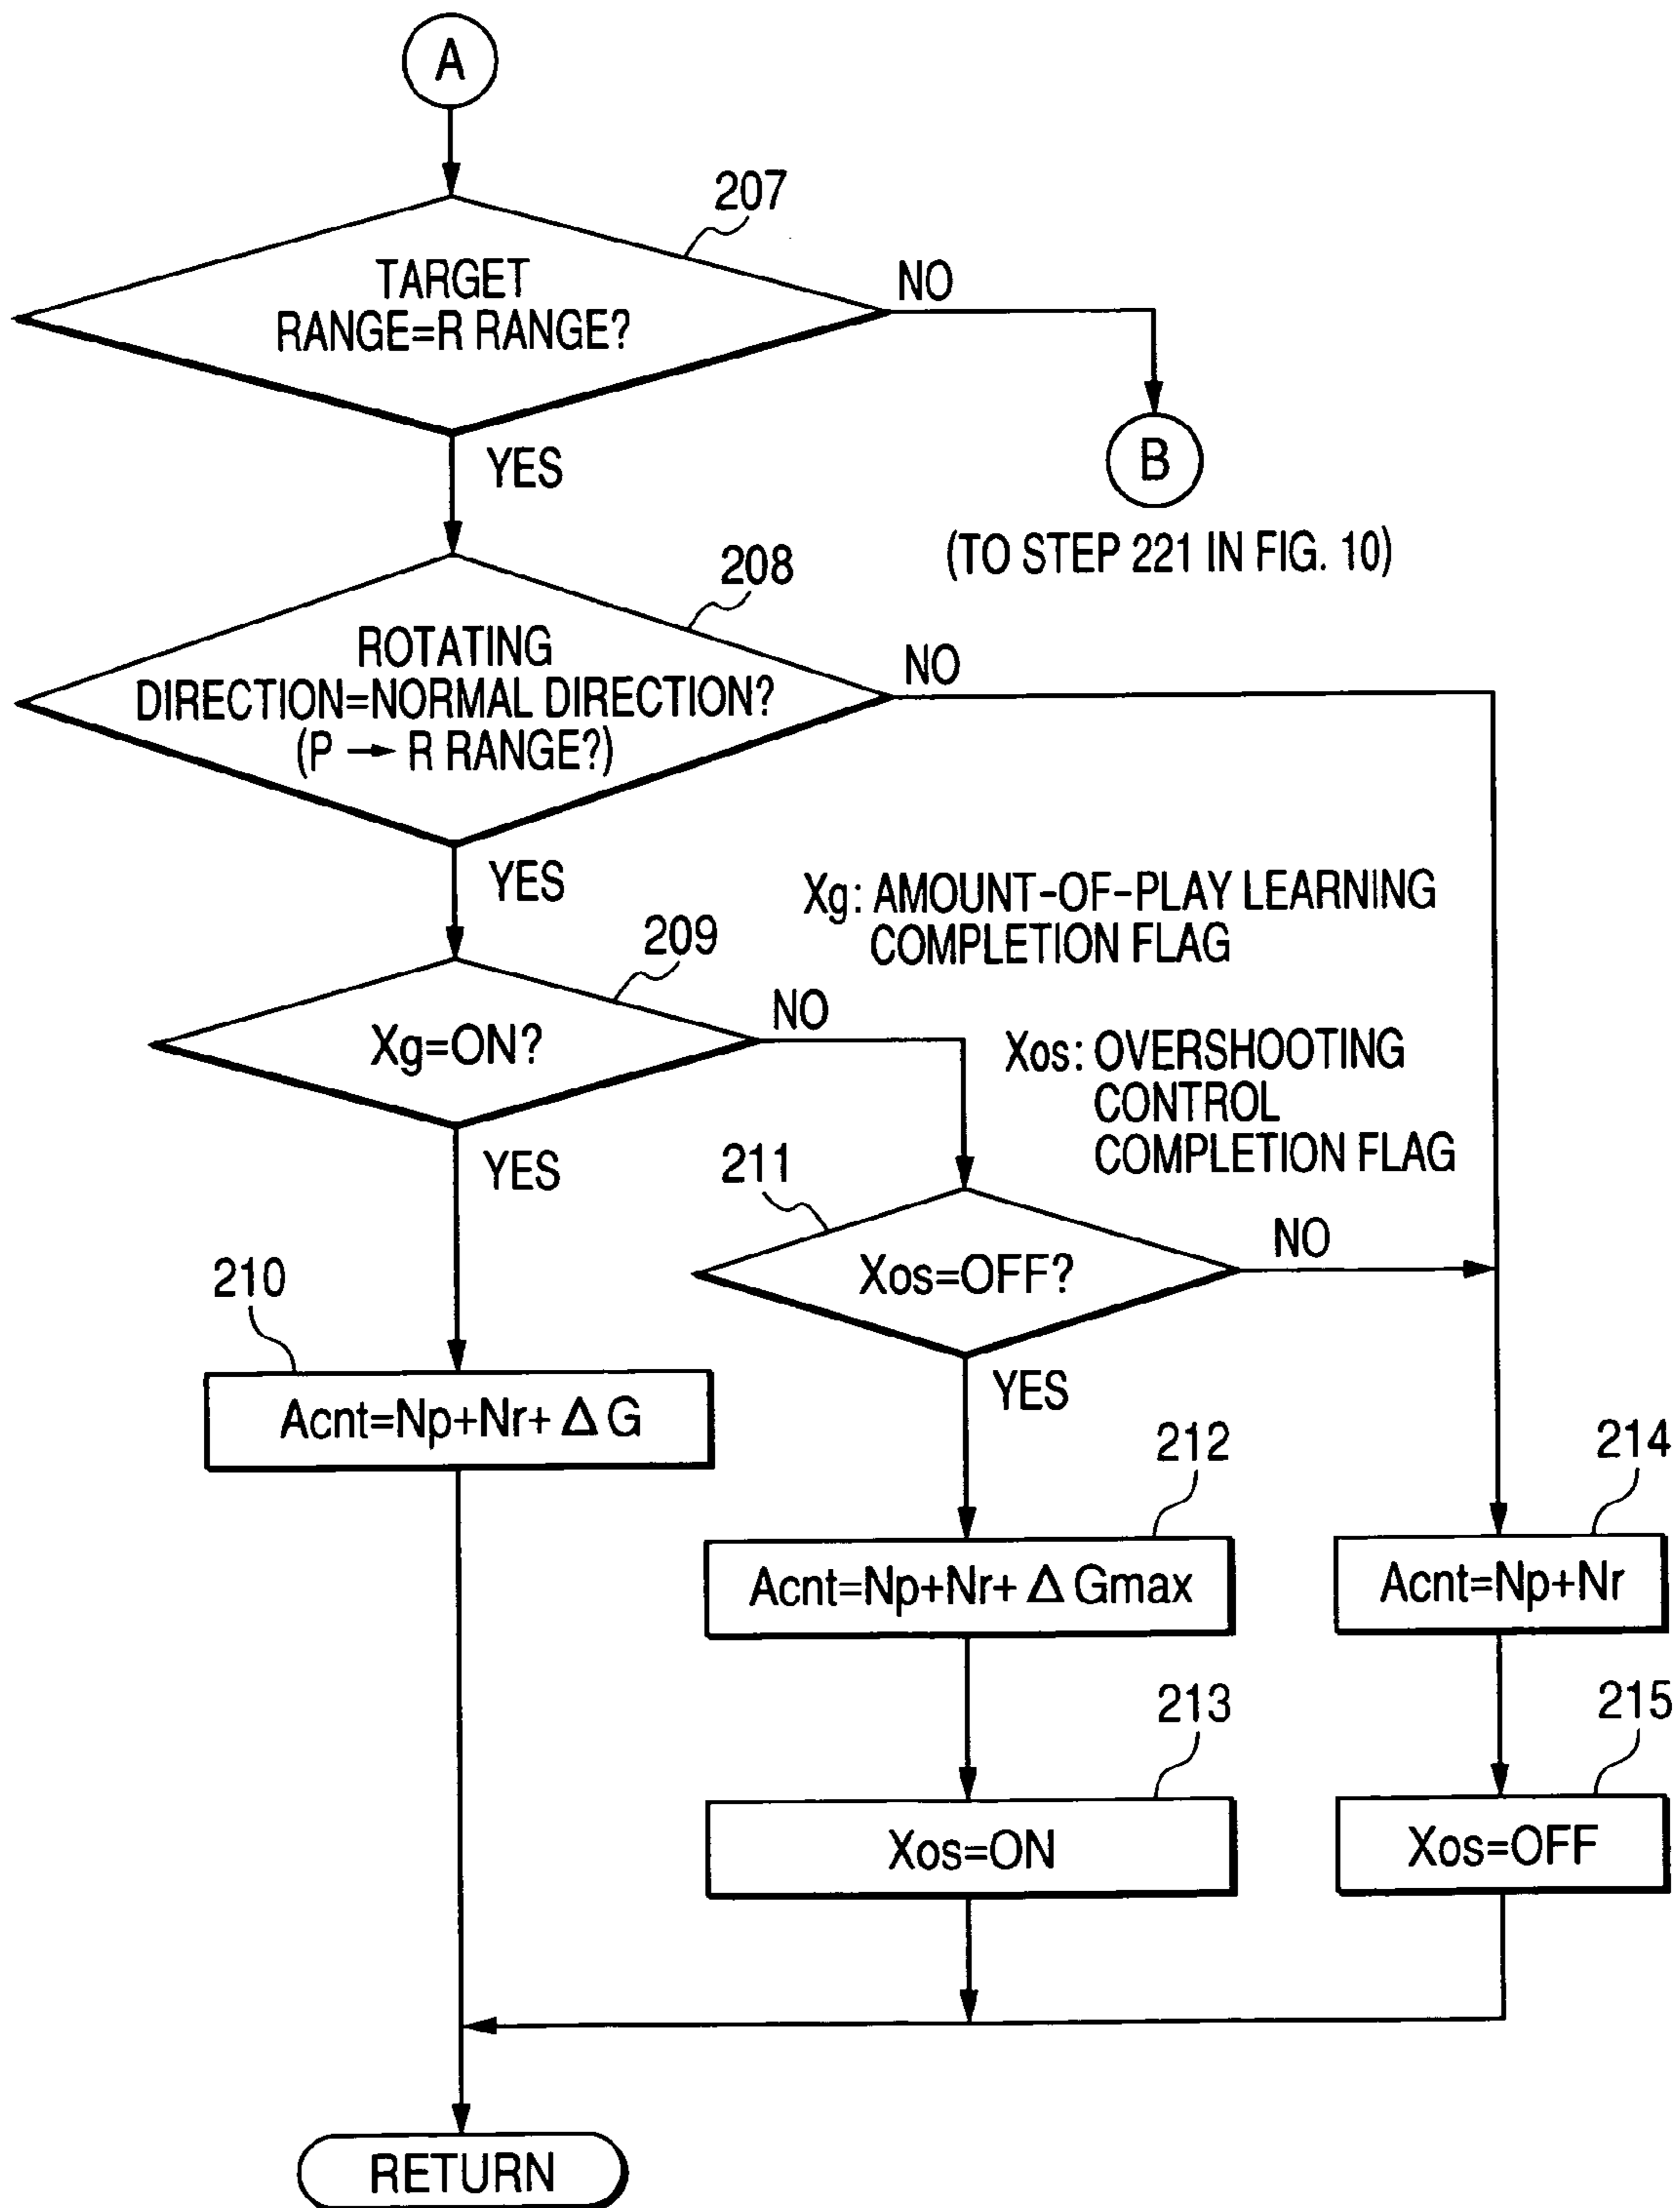 A
207
TARGET
RANGE=R RANGE?
NO
YES
B
(TO STEP 221 IN FIG. 10)
208
ROTATING
DIRECTION=NORMAL DIRECTION?
(P → R RANGE?)
NO
YES
Xg: AMOUNT-OF-PLAY LEARNING
COMPLETION FLAG
209
Xg=ON?
NO
YES
Xos: OVERSHOOTING
CONTROL
COMPLETION FLAG
211
Xos=OFF?
NO
YES
210
Acnt=Np+Nr+ΔG
212
Acnt=Np+Nr+ΔGmax
214
Acnt=Np+Nr
213
Xos=ON
215
Xos=OFF
RETURN